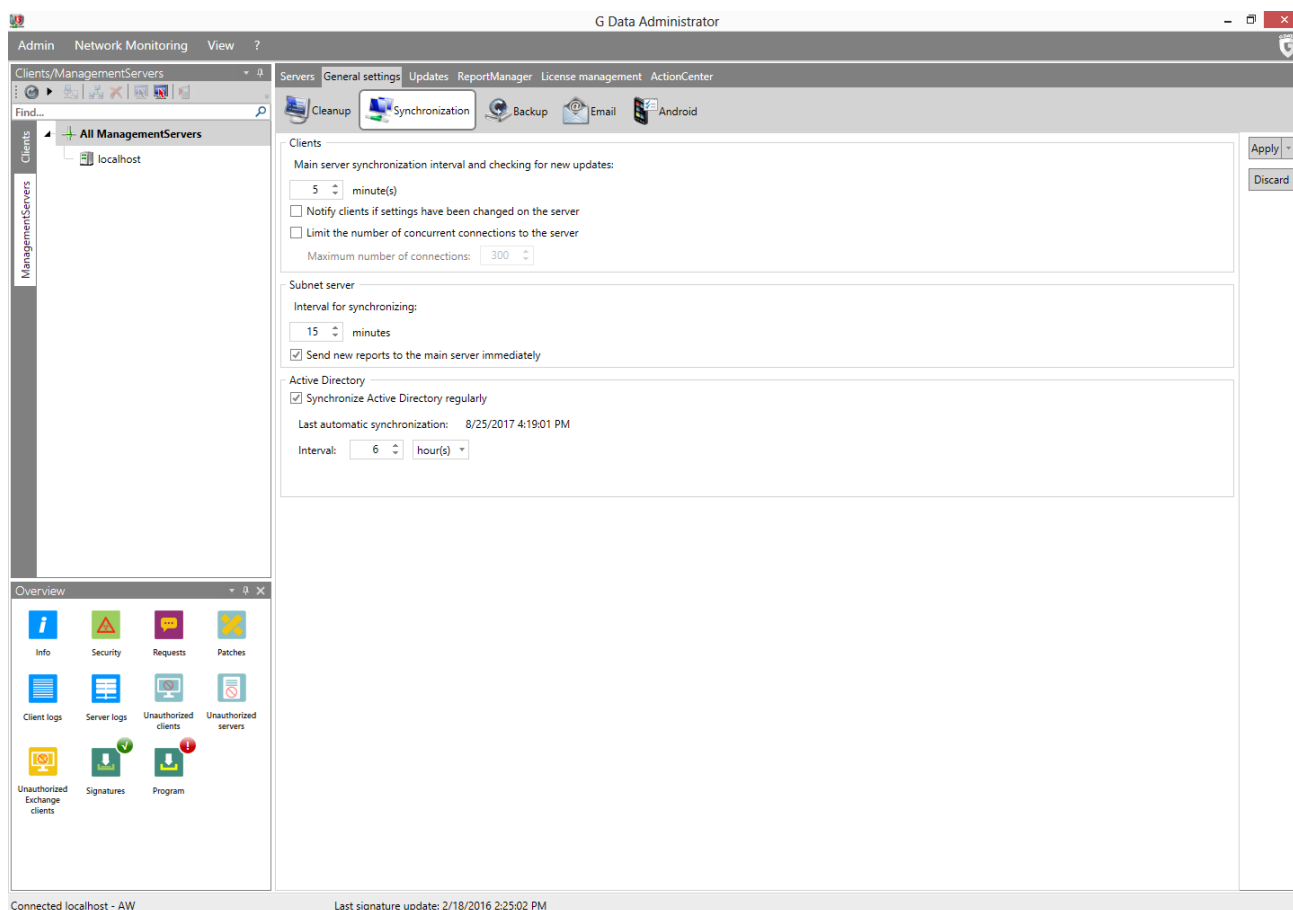 G Data Administrator
Admin Network Monitoring View ?
Clients/ManagementServers
Find...
Clients
ManagementServers
All ManagementServers
localhost
Servers General settings Updates ReportManager License management ActionCenter
Cleanup Synchronization Backup Email Android
Clients
Main server synchronization interval and checking for new updates:
5 minute(s)
Notify clients if settings have been changed on the server
Limit the number of concurrent connections to the server
Maximum number of connections: 300
Subnet server
Interval for synchronizing:
15 minutes
Send new reports to the main server immediately
Active Directory
Synchronize Active Directory regularly
Last automatic synchronization: 8/25/2017 4:19:01 PM
Interval: 6 hour(s)
Apply
Discard
Overview
Info Security Requests Patches
Client logs Server logs Unauthorized clients Unauthorized servers
Unauthorized Exchange clients Signatures Program
Connected localhost - AW Last signature update: 2/18/2016 2:25:02 PM